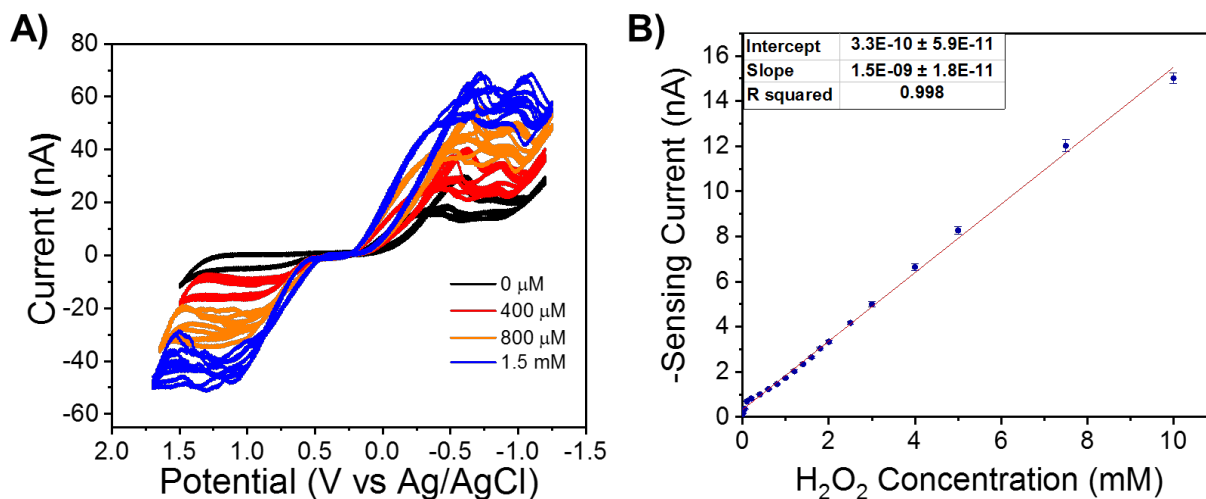 A)
Current (nA)
80
60
40
20
0
-20
-40
-60
2.0 1.5 1.0 0.5 0.0 -0.5 -1.0 -1.5
Potential (V vs Ag/AgCl)
0 μM
400 μM
800 μM
1.5 mM
B)
-Sensing Current (nA)
16
14
12
10
8
6
4
2
0
0 2 4 6 8 10
H₂O₂ Concentration (mM)
Intercept 3.3E-10 ± 5.9E-11
Slope 1.5E-09 ± 1.8E-11
R squared 0.998